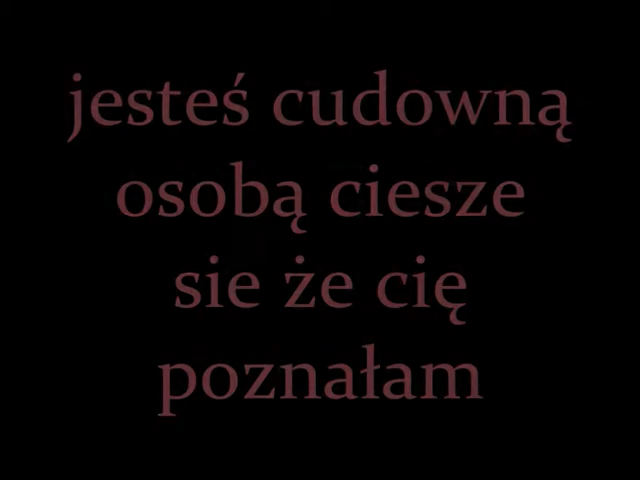 jesteś cudowną
osobą ciesze
sie że cię
poznałam